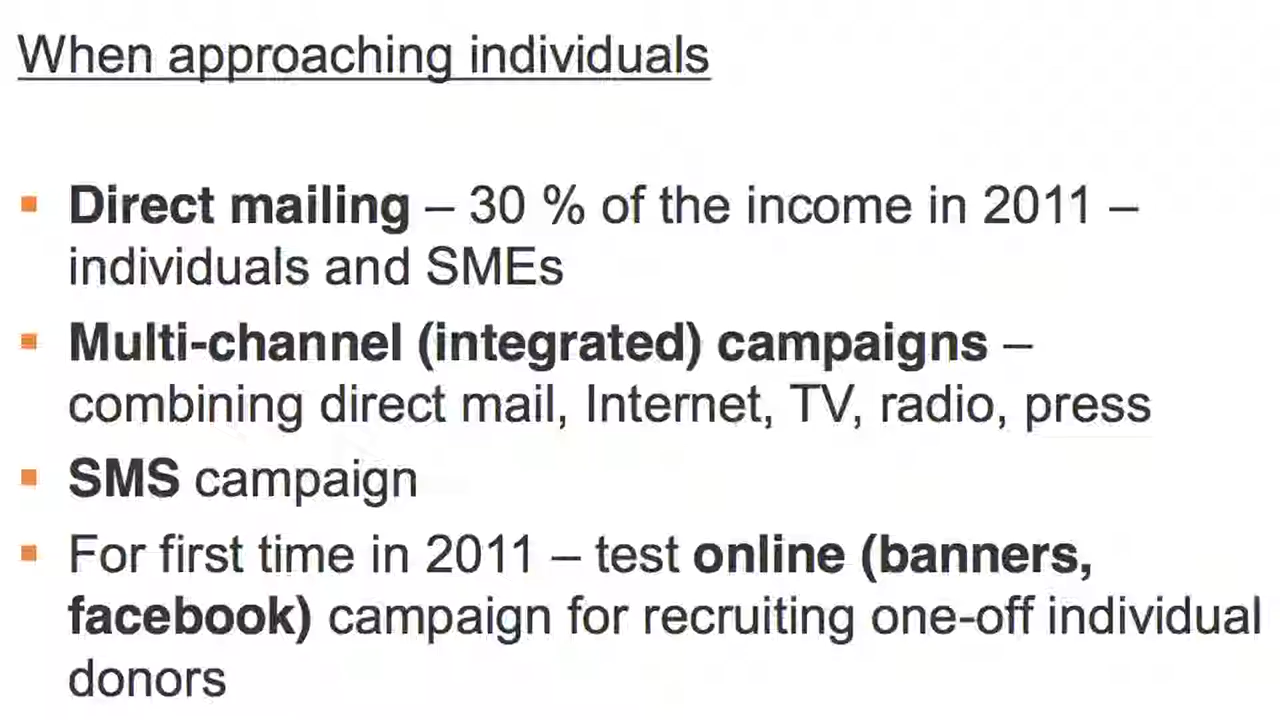 When approaching individuals
▪ Direct mailing – 30 % of the income in 2011 –
individuals and SMEs
▪ Multi-channel (integrated) campaigns –
combining direct mail, Internet, TV, radio, press
▪ SMS campaign
▪ For first time in 2011 – test online (banners,
facebook) campaign for recruiting one-off individual
donors